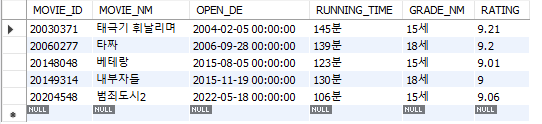 MOVIE_ID MOVIE_NM OPEN_DE RUNNING_TIME GRADE_NM RATING
20030371 태극기 휘날리며 2004-02-05 00:00:00 145분 15세 9.21
20060277 타짜 2006-09-28 00:00:00 139분 18세 9.2
20148048 베테랑 2015-08-05 00:00:00 123분 15세 9.01
20149314 내부자들 2015-11-19 00:00:00 130분 18세 9
20204548 범죄도시2 2022-05-18 00:00:00 106분 15세 9.06
NULL NULL NULL NULL NULL NULL